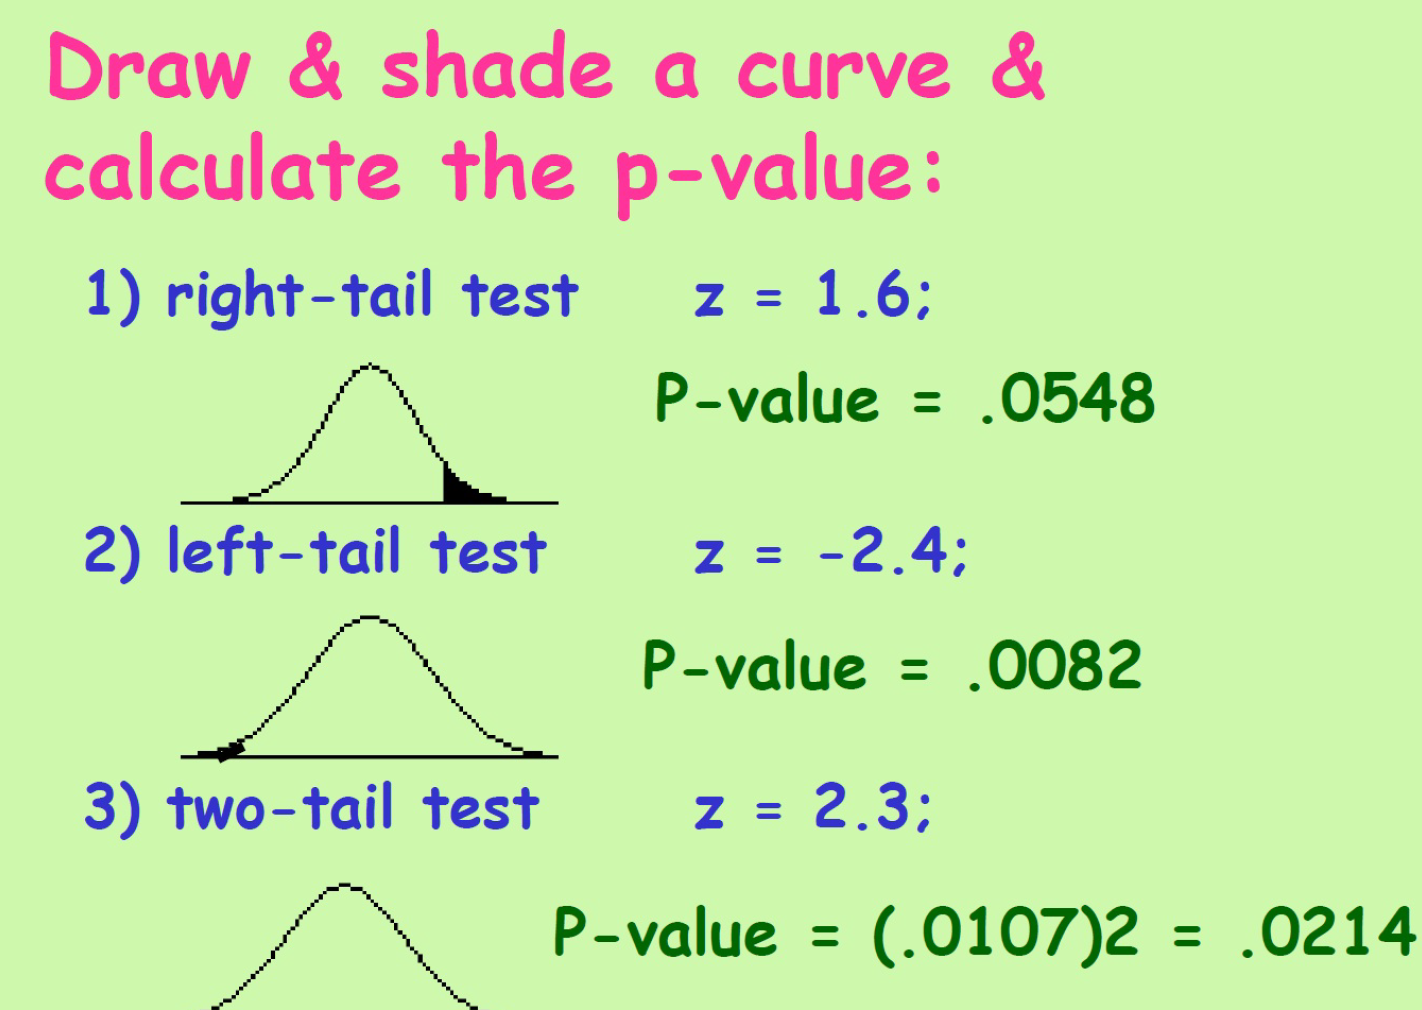 Draw & shade a curve &
calculate the p-value:
1) right-tail test z = 1.6;
P-value = .0548
2) left-tail test z = -2.4;
P-value = .0082
3) two-tail test z = 2.3;
P-value = (.0107)2 = .0214